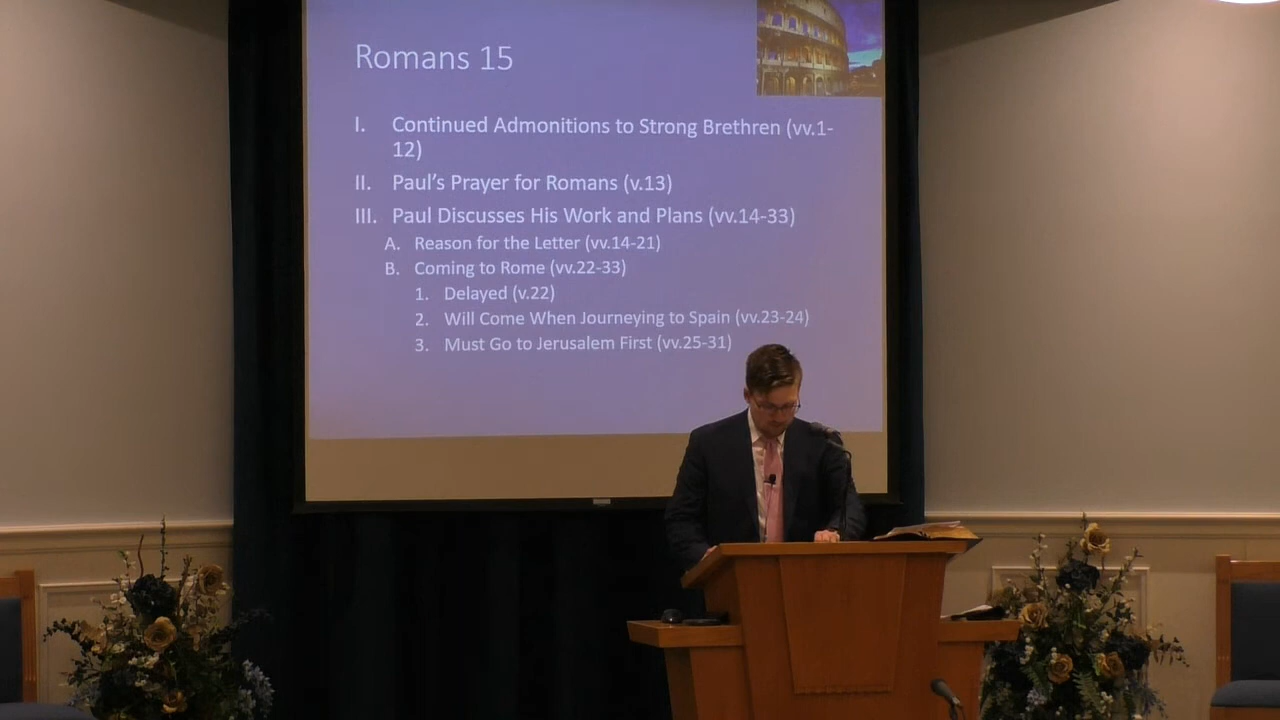 Romans 15
I. Continued Admonitions to Strong Brethren (vv.1-
12)
II. Paul's Prayer for Romans (v.13)
III. Paul Discusses His Work and Plans (vv.14-33)
A. Reason for the Letter (vv.14-21)
B. Coming to Rome (vv.22-33)
1. Delayed (v.22)
2. Will Come When Journeying to Spain (vv.23-24)
3. Must Go to Jerusalem First (vv.25-31)